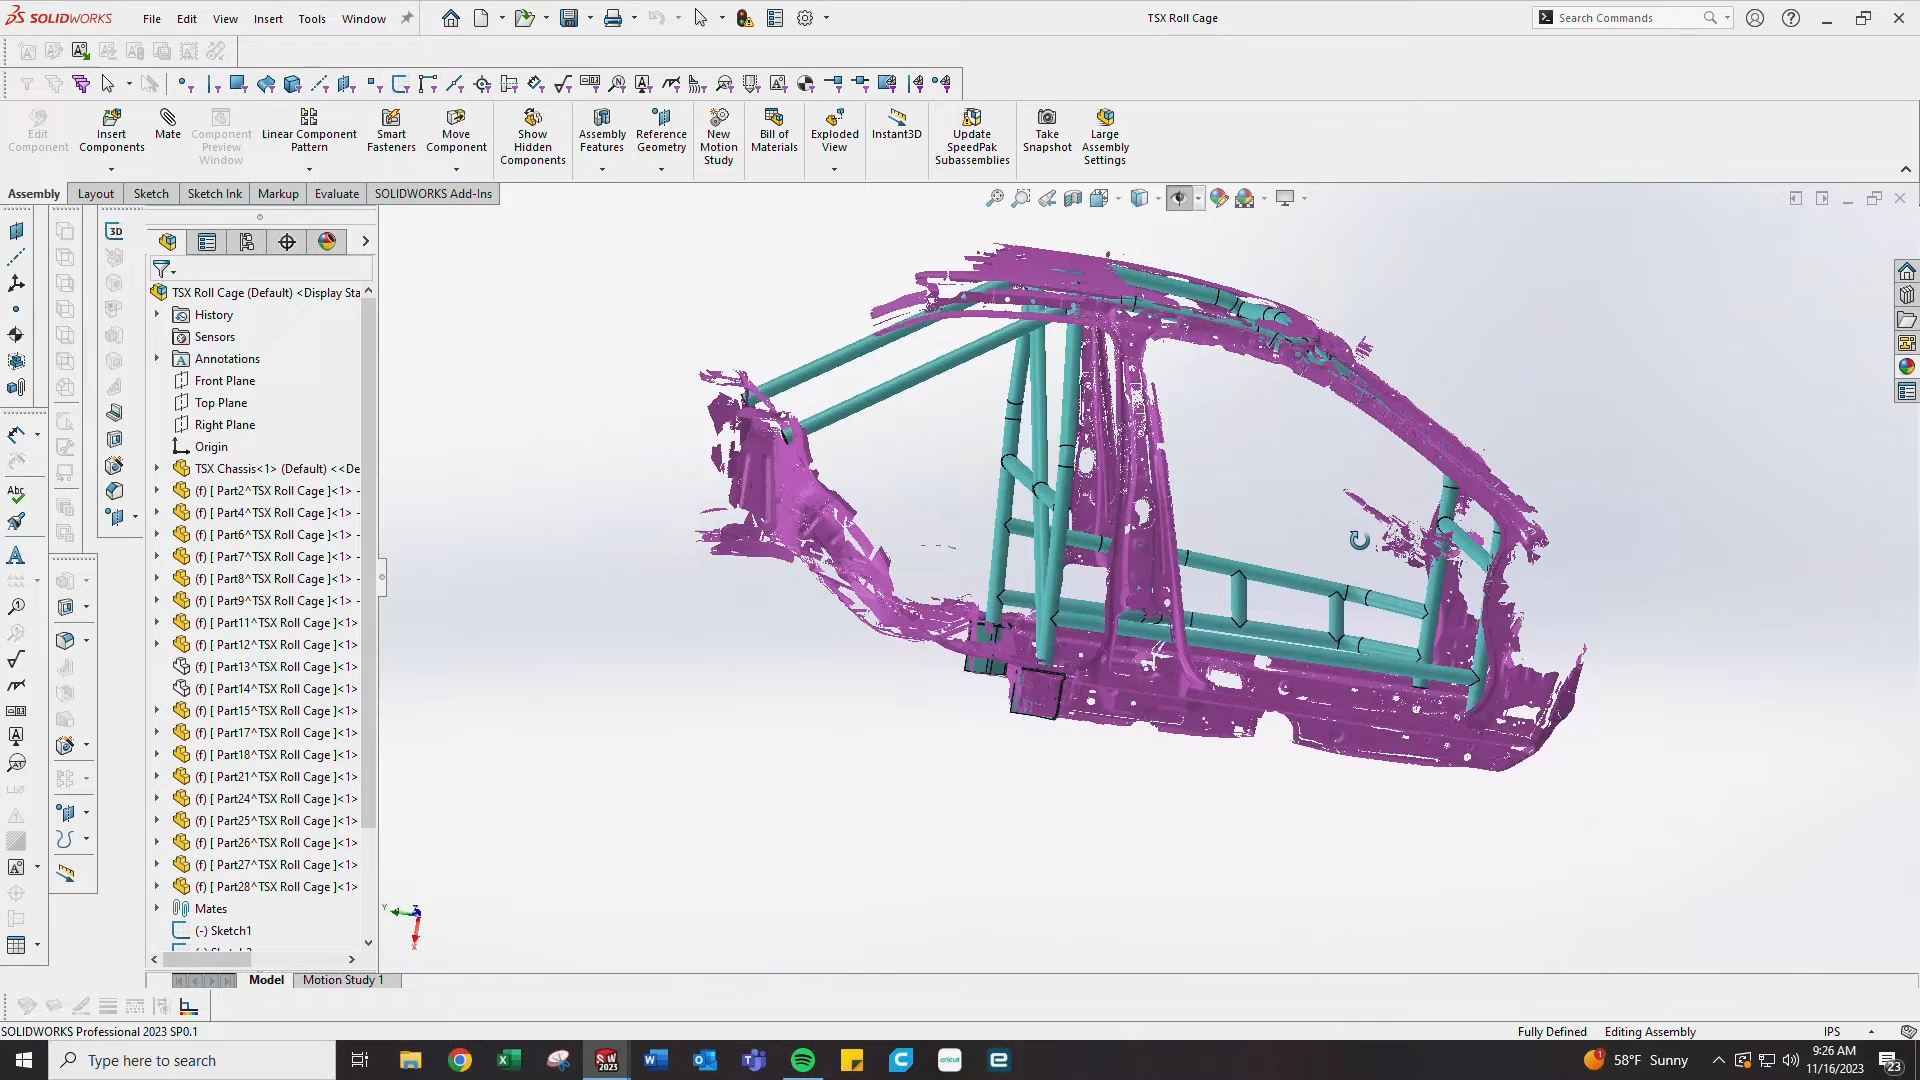 SOLIDWORKS
File Edit View Insert Tools Window
TSX Roll Cage
Search Commands
Edit Component
Insert Components
Mate
Component Preview Window
Linear Component Pattern
Smart Fasteners
Move Component
Show Hidden Components
Assembly Features
Reference Geometry
New Motion Study
Bill of Materials
Exploded View
Instant3D
Update SpeedPak Subassemblies
Take Snapshot
Large Assembly Settings
Assembly Layout Sketch Sketch Ink Markup Evaluate SOLIDWORKS Add-Ins
3D
TSX Roll Cage (Default) <Display Sta
History
Sensors
Annotations
Front Plane
Top Plane
Right Plane
Origin
TSX Chassis<1> (Default) <<De
(f) [ Part2^TSX Roll Cage ]<1> -
(f) [ Part4^TSX Roll Cage ]<1> -
(f) [ Part6^TSX Roll Cage ]<1> -
(f) [ Part7^TSX Roll Cage ]<1> -
(f) [ Part8^TSX Roll Cage ]<1> -
(f) [ Part9^TSX Roll Cage ]<1> -
(f) [ Part11^TSX Roll Cage ]<1>
(f) [ Part12^TSX Roll Cage ]<1>
(f) [ Part13^TSX Roll Cage ]<1>
(f) [ Part14^TSX Roll Cage ]<1>
(f) [ Part15^TSX Roll Cage ]<1>
(f) [ Part17^TSX Roll Cage ]<1>
(f) [ Part18^TSX Roll Cage ]<1>
(f) [ Part21^TSX Roll Cage ]<1>
(f) [ Part24^TSX Roll Cage ]<1>
(f) [ Part25^TSX Roll Cage ]<1>
(f) [ Part26^TSX Roll Cage ]<1>
(f) [ Part27^TSX Roll Cage ]<1>
(f) [ Part28^TSX Roll Cage ]<1>
Mates
(-) Sketch1
Abc
Y Z
X
Model Motion Study 1
SOLIDWORKS Professional 2023 SP0.1
Fully Defined Editing Assembly IPS
Type here to search
SW 2023
cricut
58°F Sunny
9:26 AM
11/16/2023
23